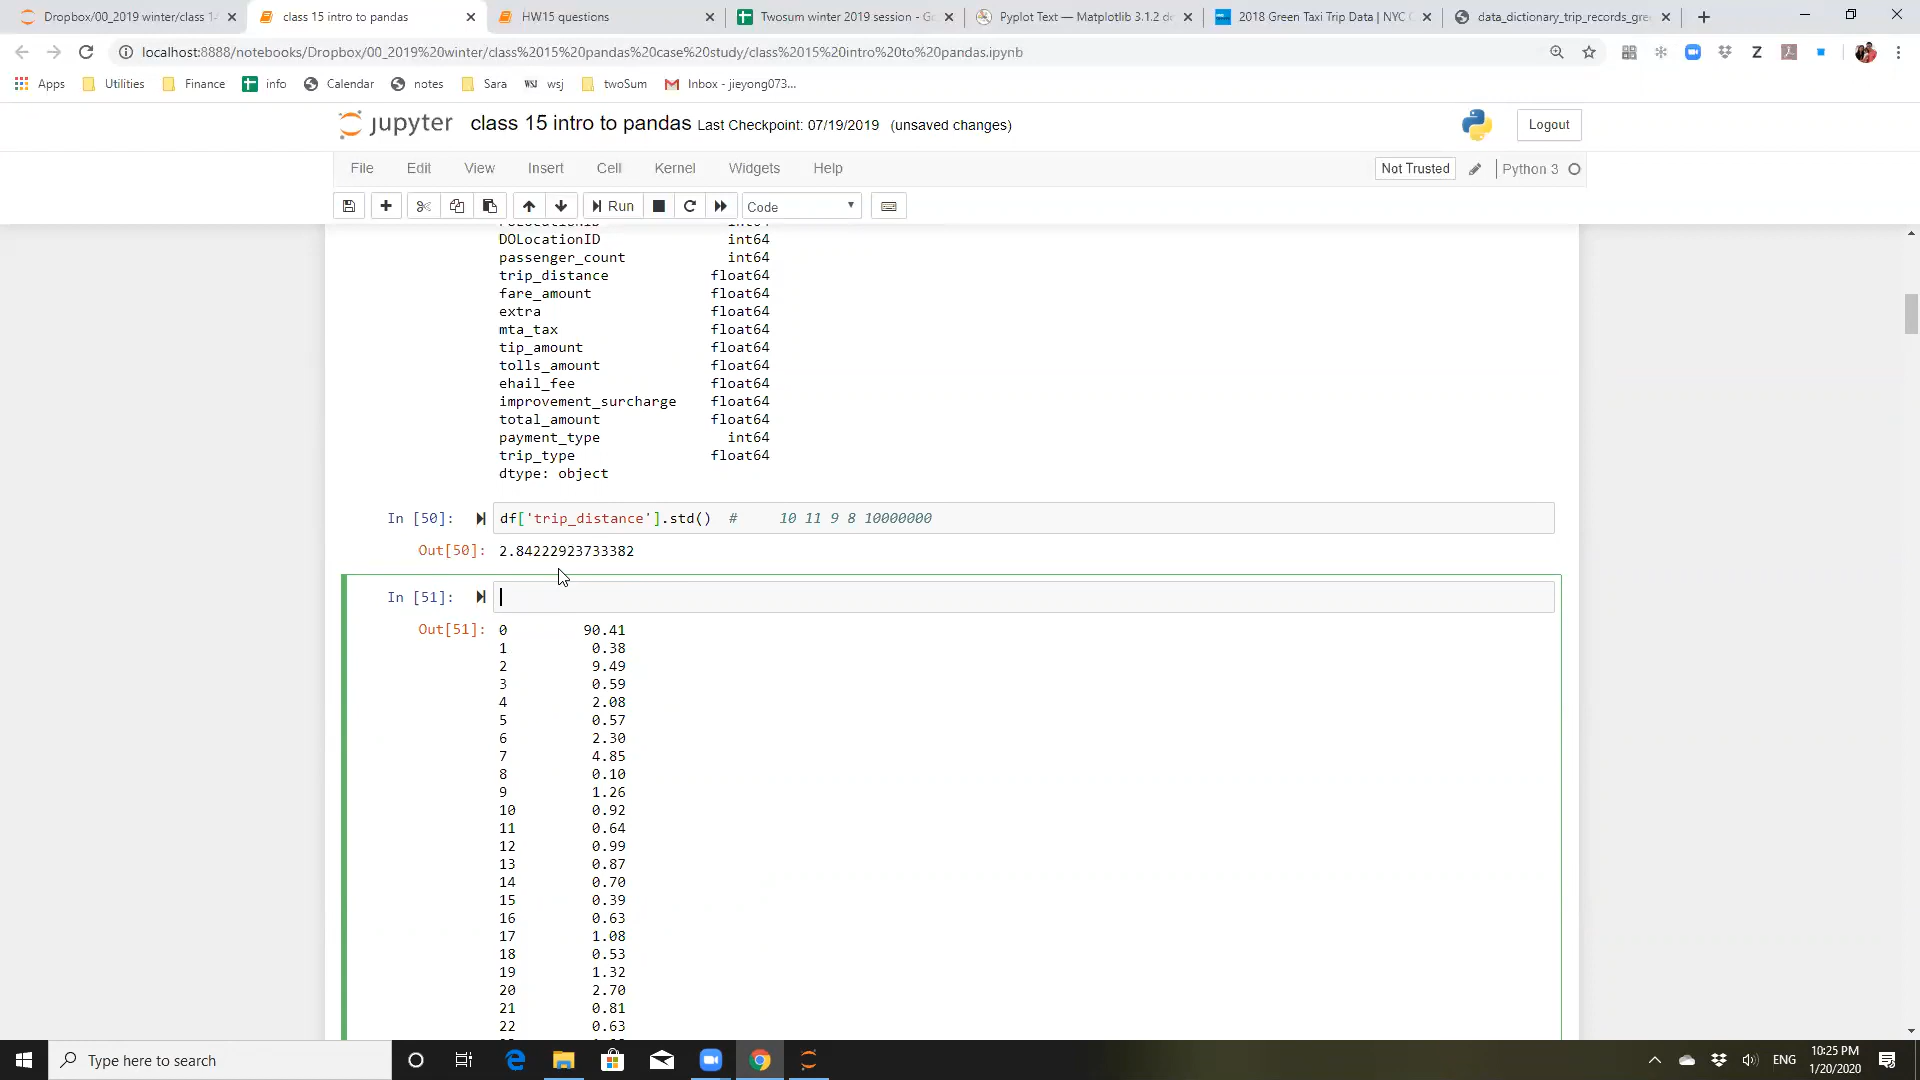 Dropbox/00_2019 winter/class 14
class 15 intro to pandas
HW15 questions
Twosum winter 2019 session - Go
Pyplot Text — Matplotlib 3.1.2 do
2018 Green Taxi Trip Data | NYC O
data_dictionary_trip_records_gree
localhost:8888/notebooks/Dropbox/00_2019%20winter/class%2015%20pandas%20case%20study/class%2015%20intro%20to%20pandas.ipynb
Apps Utilities Finance info Calendar notes Sara WSJ wsj twoSum Inbox - jieyong073...
jupyter class 15 intro to pandas Last Checkpoint: 07/19/2019 (unsaved changes) Logout
File Edit View Insert Cell Kernel Widgets Help Not Trusted Python 3
Run Code
DOLocationID int64
passenger_count int64
trip_distance float64
fare_amount float64
extra float64
mta_tax float64
tip_amount float64
tolls_amount float64
ehail_fee float64
improvement_surcharge float64
total_amount float64
payment_type int64
trip_type float64
dtype: object
In [50]: df['trip_distance'].std() # 10 11 9 8 10000000
Out[50]: 2.84222923733382
In [51]:
Out[51]: 0 90.41
1 0.38
2 9.49
3 0.59
4 2.08
5 0.57
6 2.30
7 4.85
8 0.10
9 1.26
10 0.92
11 0.64
12 0.99
13 0.87
14 0.70
15 0.39
16 0.63
17 1.08
18 0.53
19 1.32
20 2.70
21 0.81
22 0.63
Type here to search
ENG
10:25 PM
1/20/2020